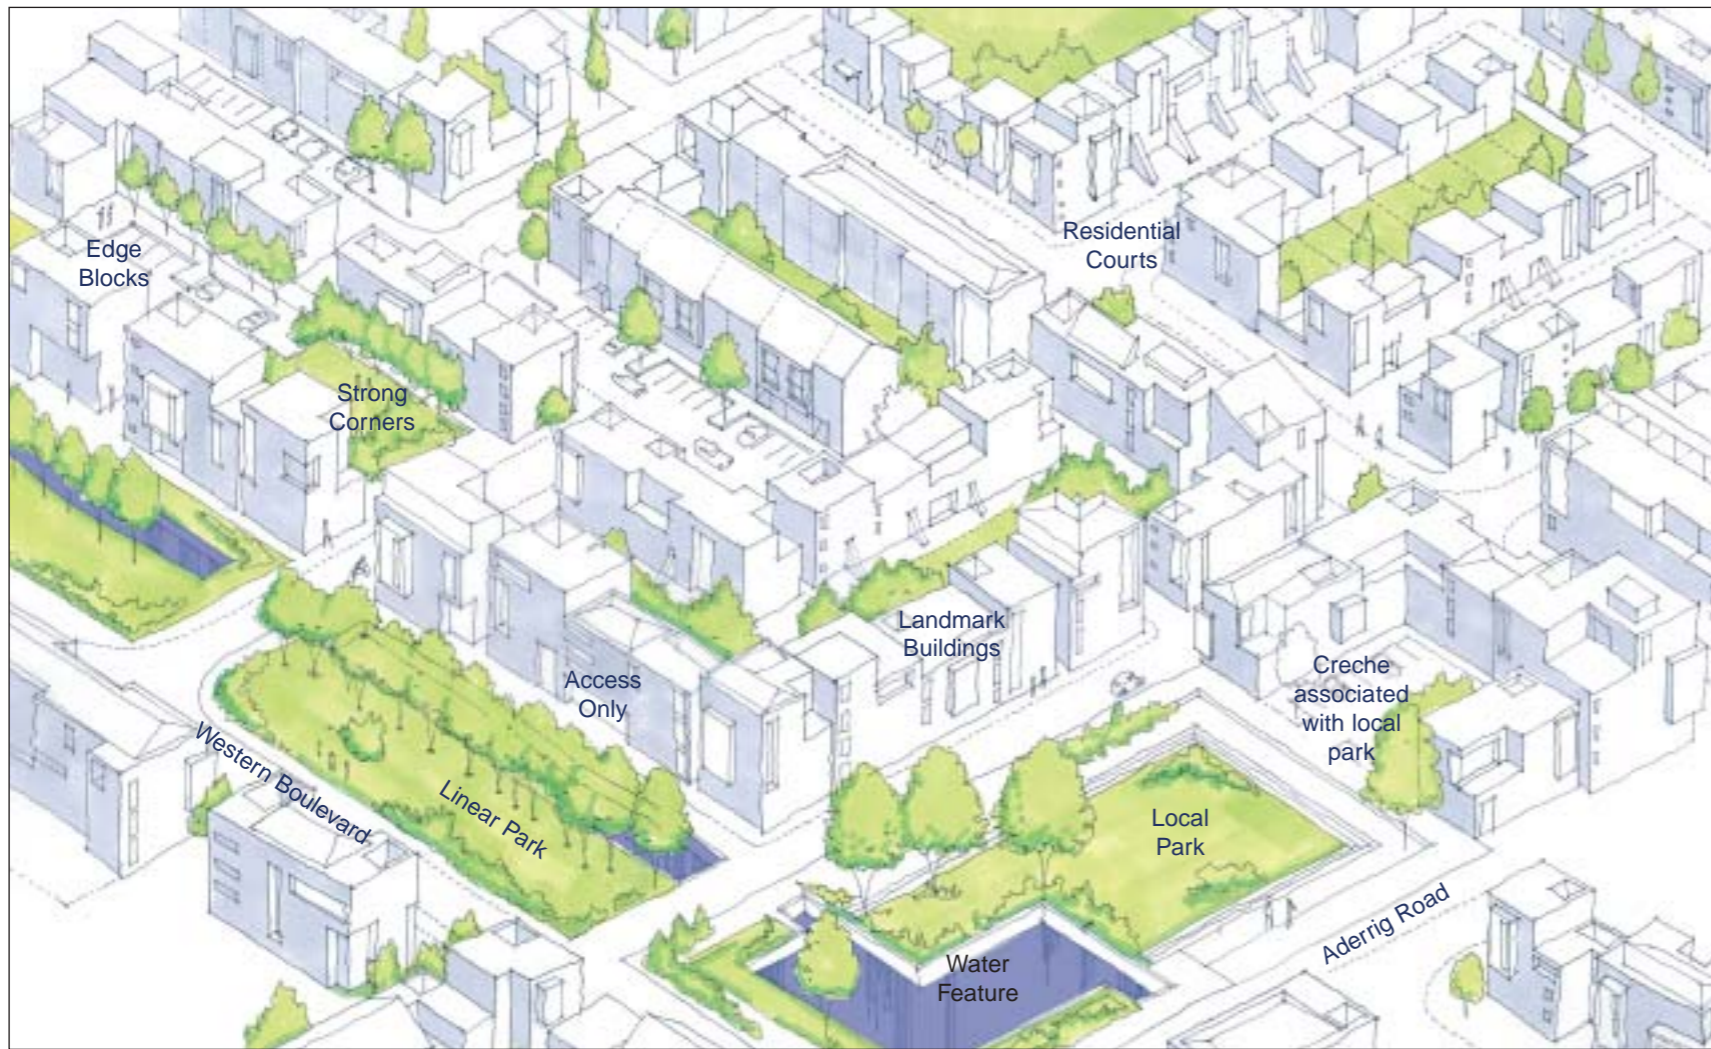 Residential
Courts
Edge
Blocks
Strong
Corners
Landmark
Buildings
Access
Only
Creche
associated
with local
park
Western Boulevard
Linear Park
Local
Park
Aderrig Road
Water
Feature